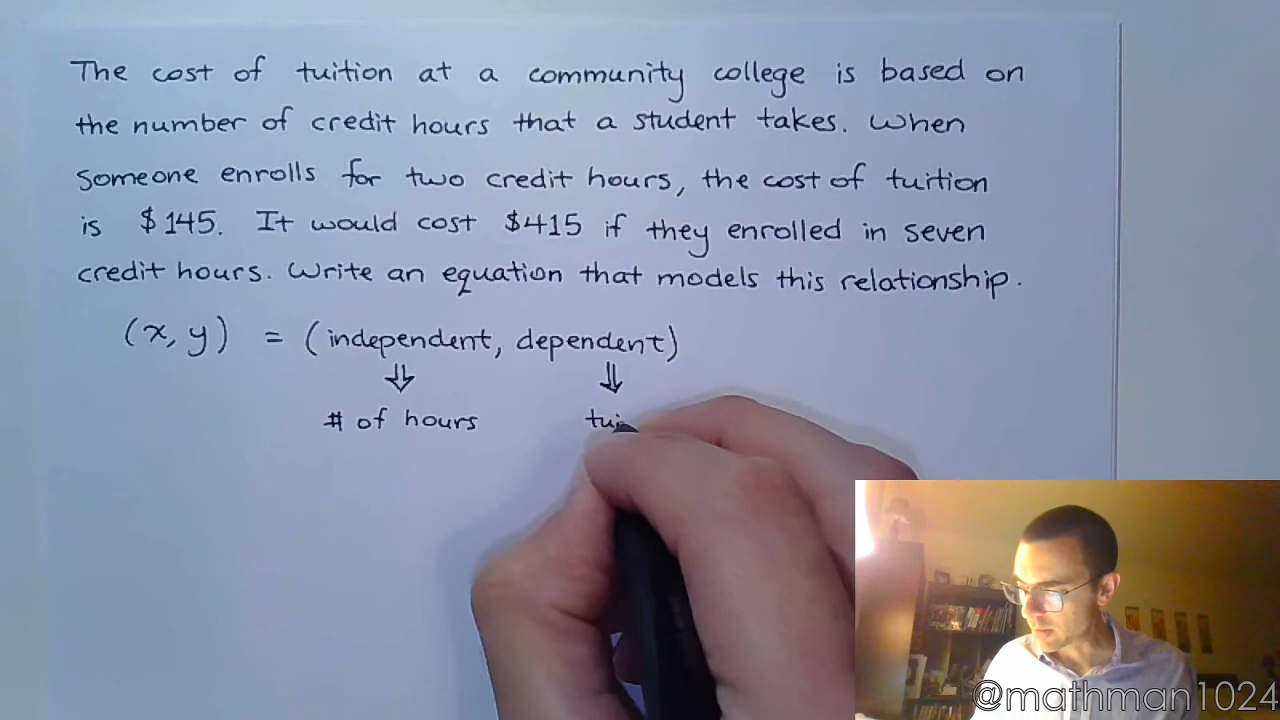 The cost of tuition at a community college is based on
the number of credit hours that a student takes. When
someone enrolls for two credit hours, the cost of tuition
is $145. It would cost $415 if they enrolled in seven
credit hours. Write an equation that models this relationship.
(x, y) = (independent, dependent)
⇓ ⇓
# of hours tui
@mathman1024